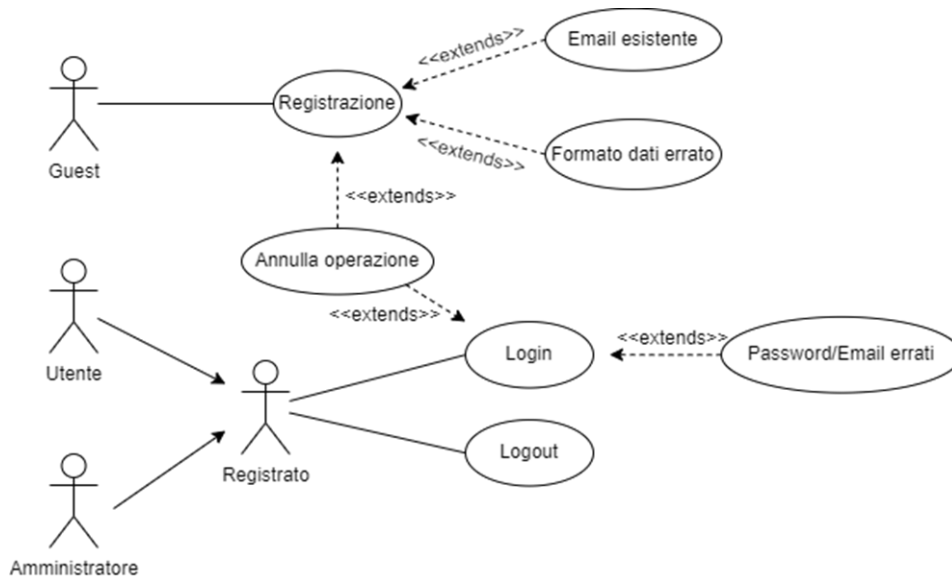 <<extends>>
Email esistente
Registrazione
Formato dati errato
<<extends>>
Guest
<<extends>>
Annulla operazione
<<extends>>
<<extends>>
Login
Password/Email errati
Utente
Logout
Registrato
Amministratore